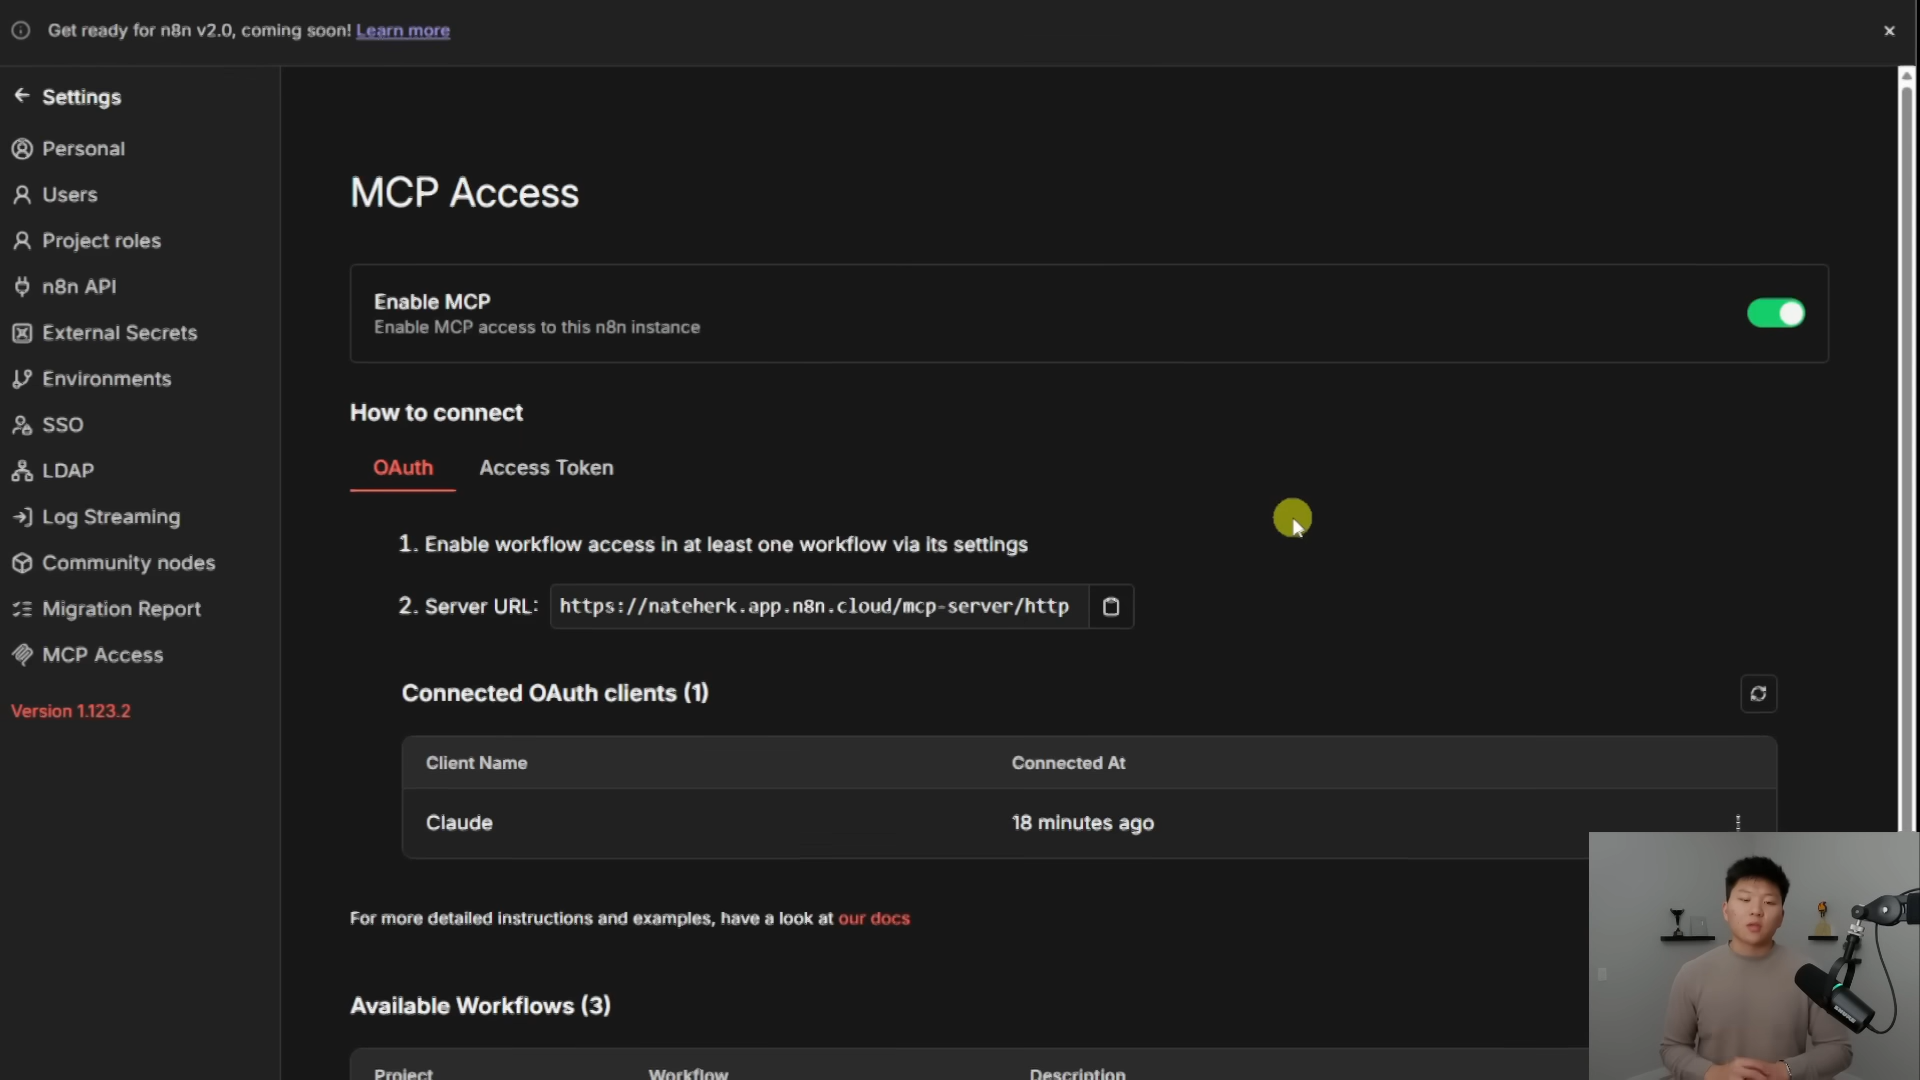 Get ready for n8n v2.0, coming soon! Learn more
Settings
Personal
Users
Project roles
n8n API
External Secrets
Environments
SSO
LDAP
Log Streaming
Community nodes
Migration Report
MCP Access
Version 1.123.2
MCP Access
Enable MCP
Enable MCP access to this n8n instance
How to connect
OAuth Access Token
1. Enable workflow access in at least one workflow via its settings
2. Server URL: https://nateherk.app.n8n.cloud/mcp-server/http
Connected OAuth clients (1)
Client Name Connected At
Claude 18 minutes ago
For more detailed instructions and examples, have a look at our docs
Available Workflows (3)
Project Workflow Description